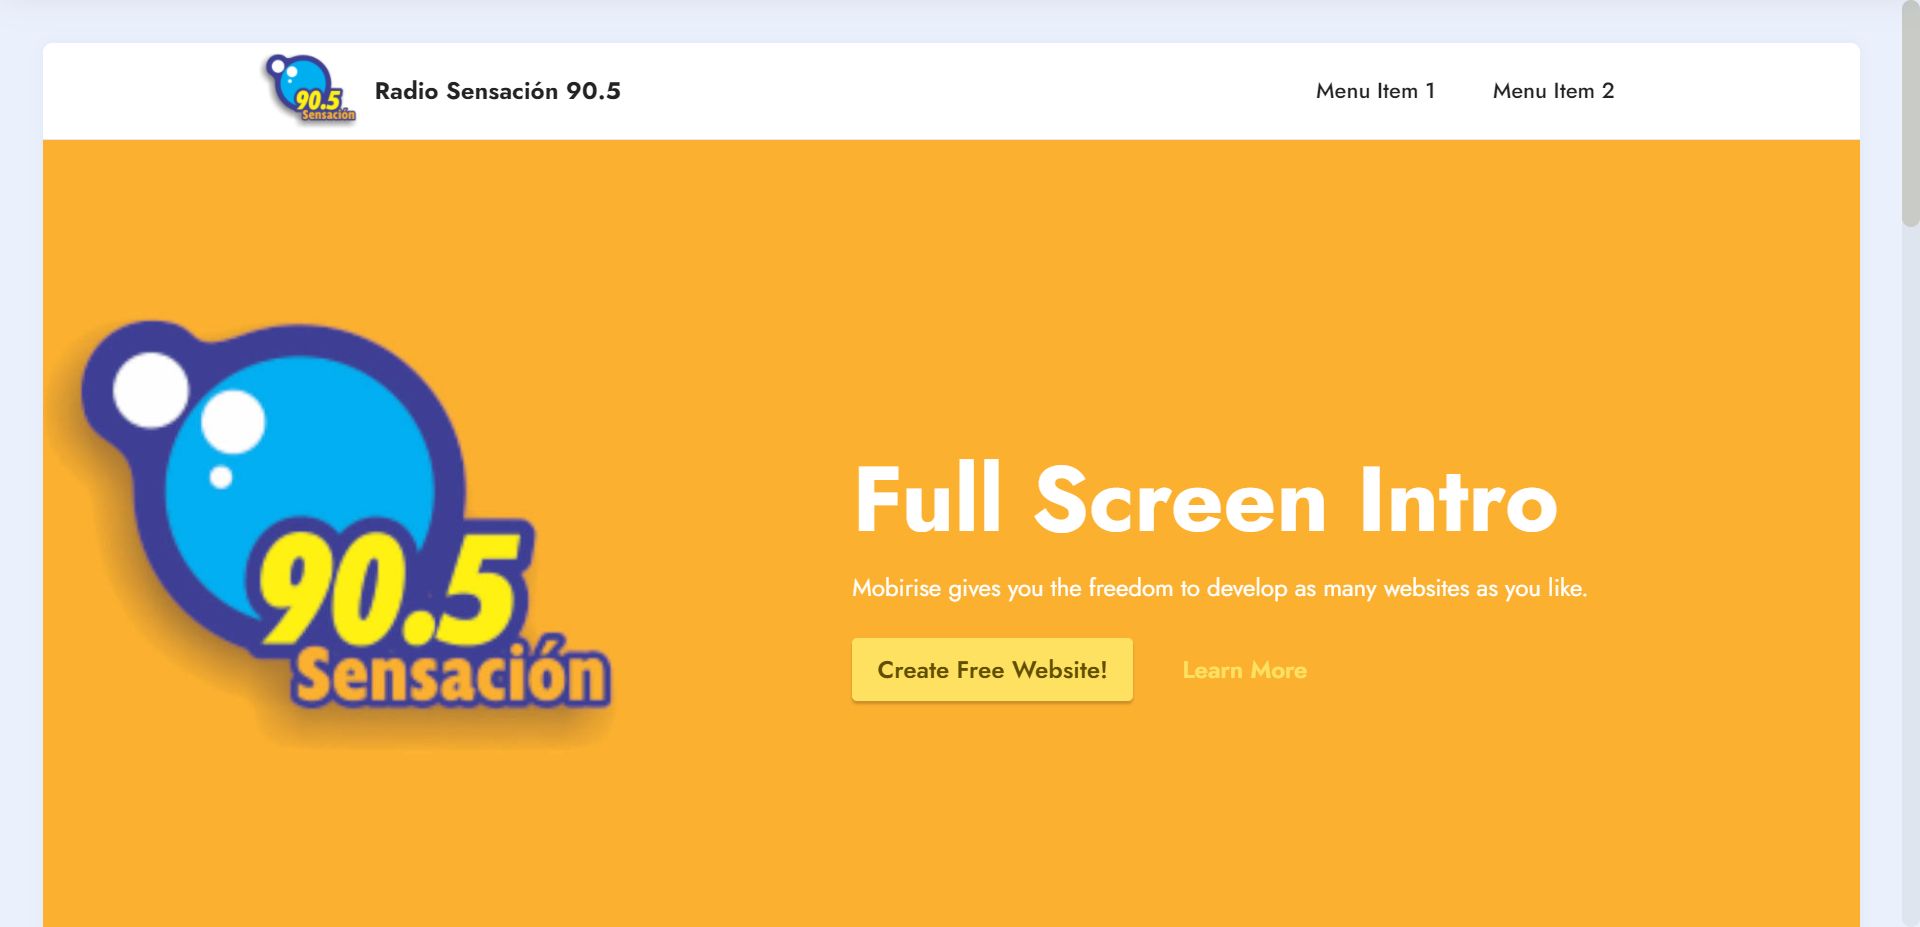 90.5
Sensación
Radio Sensación 90.5
Menu Item 1
Menu Item 2
90.5
Sensación
Full Screen Intro
Mobirise gives you the freedom to develop as many websites as you like.
Create Free Website!
Learn More